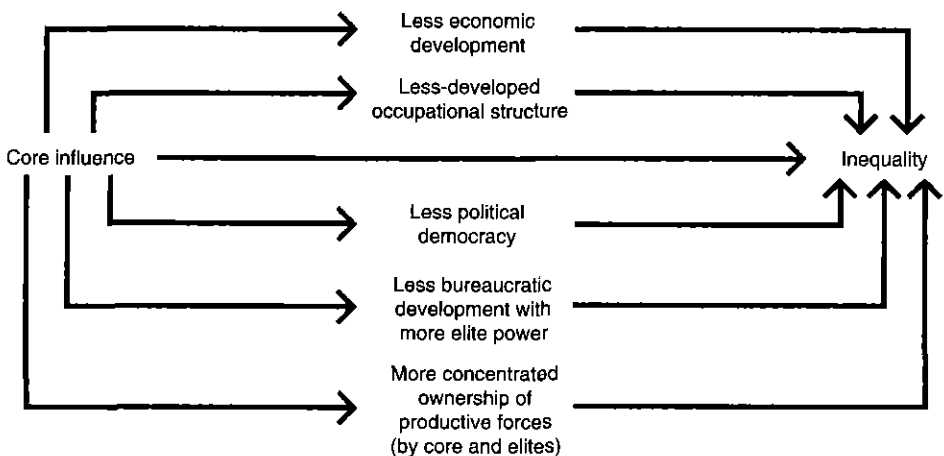 Less economic
development
Less-developed
occupational structure
Core influence
Inequality
Less political
democracy
Less bureaucratic
development with
more elite power
More concentrated
ownership of
productive forces
(by core and elites)